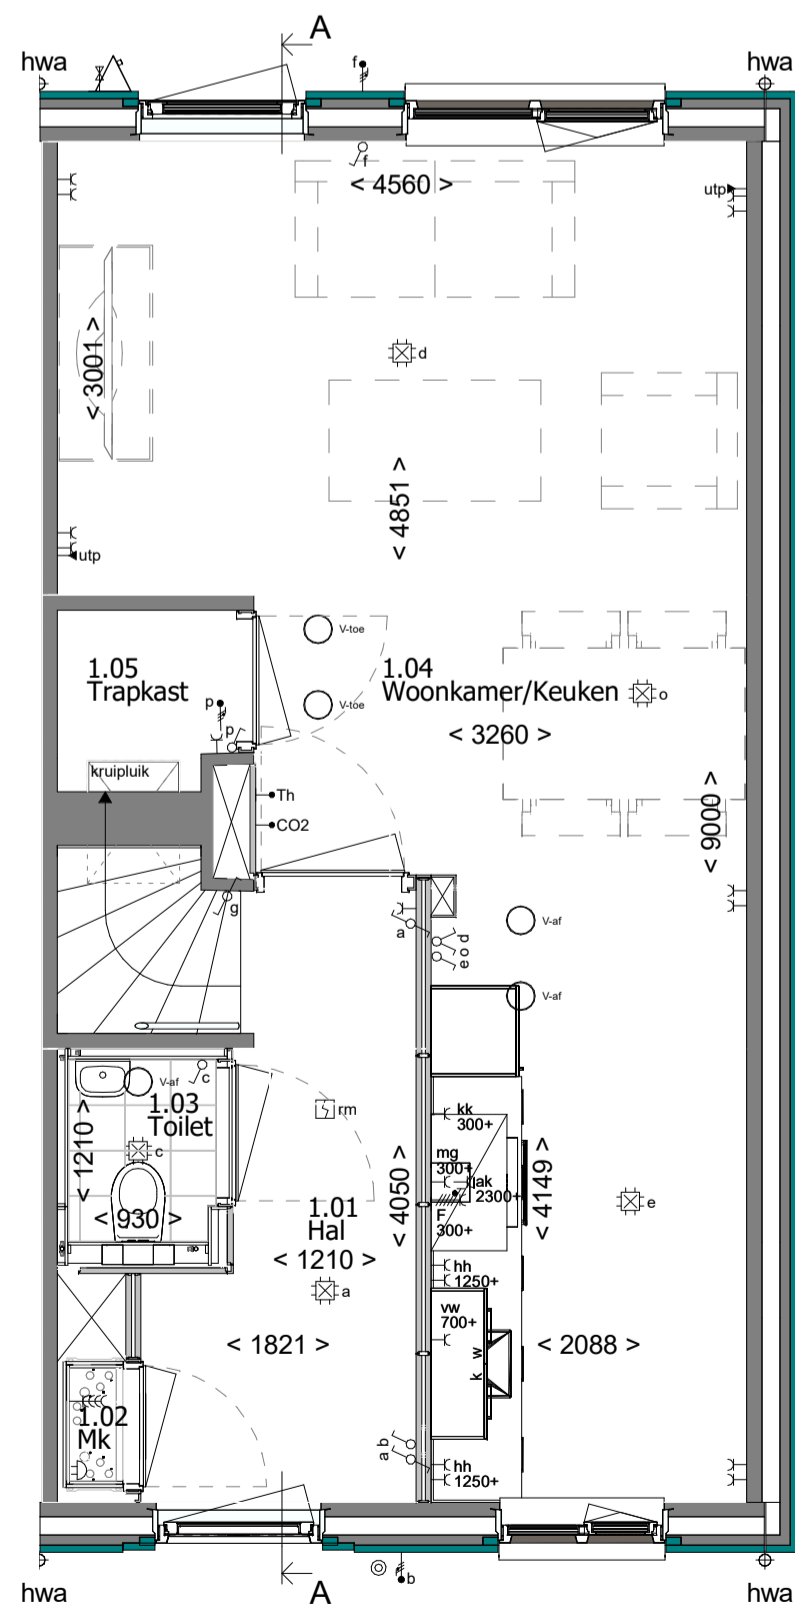 A
hwa
f
hwa
f
< 4560 >
utp
< 3001 >
d
< 4851 >
utp
V-toe
1.05
Trapkast
1.04
Woonkamer/Keuken
o
p
V-toe
p
< 3260 >
kruipluik
Th
CO2
< 9000 >
g
a
d
o
e
V-af
V-af
V-af
c
1.03
Toilet
< 1210 >
c
< 930 >
rm
kk
300+
mg
300+
jak
2300+
F
300+
< 4050 >
< 4149 >
e
1.01
Hal
< 1210 >
a
hh
1250+
vw
700+
< 1821 >
< 2088 >
w
k
1.02
Mk
a b
hh
1250+
hwa
A
b
hwa